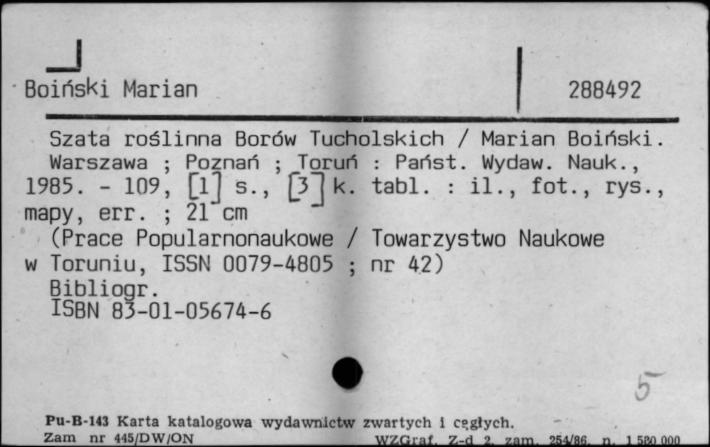 Boiński Marian 288492
Szata roślinna Borów Tucholskich / Marian Boiński.
Warszawa ; Poznań ; Toruń : Państ. Wydaw. Nauk.,
1985. - 109, [1] s., [3] k. tabl. : il., fot., rys.,
mapy, err. ; 21 cm
(Prace Popularnonaukowe / Towarzystwo Naukowe
w Toruniu, ISSN 0079-4805 ; nr 42)
Bibliogr.
ISBN 83-01-05674-6
5
Pu-B-143 Karta katalogowa wydawnictw zwartych i cągłych.
Zam nr 445/DW/ON WZGraf. Z-d 2. zam. 254/86. n. 1 580 000